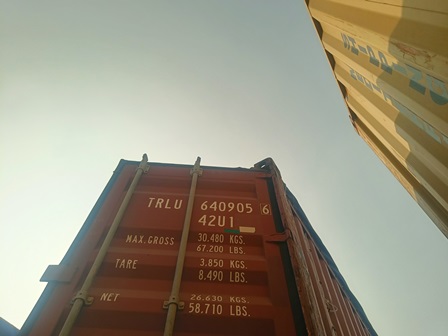 TRLU 640905 6
42U1
MAX.GROSS 30.480 KGS.
67.200 LBS.
TARE 3.850 KGS.
8.490 LBS.
NET 26.630 KGS.
58.710 LBS.